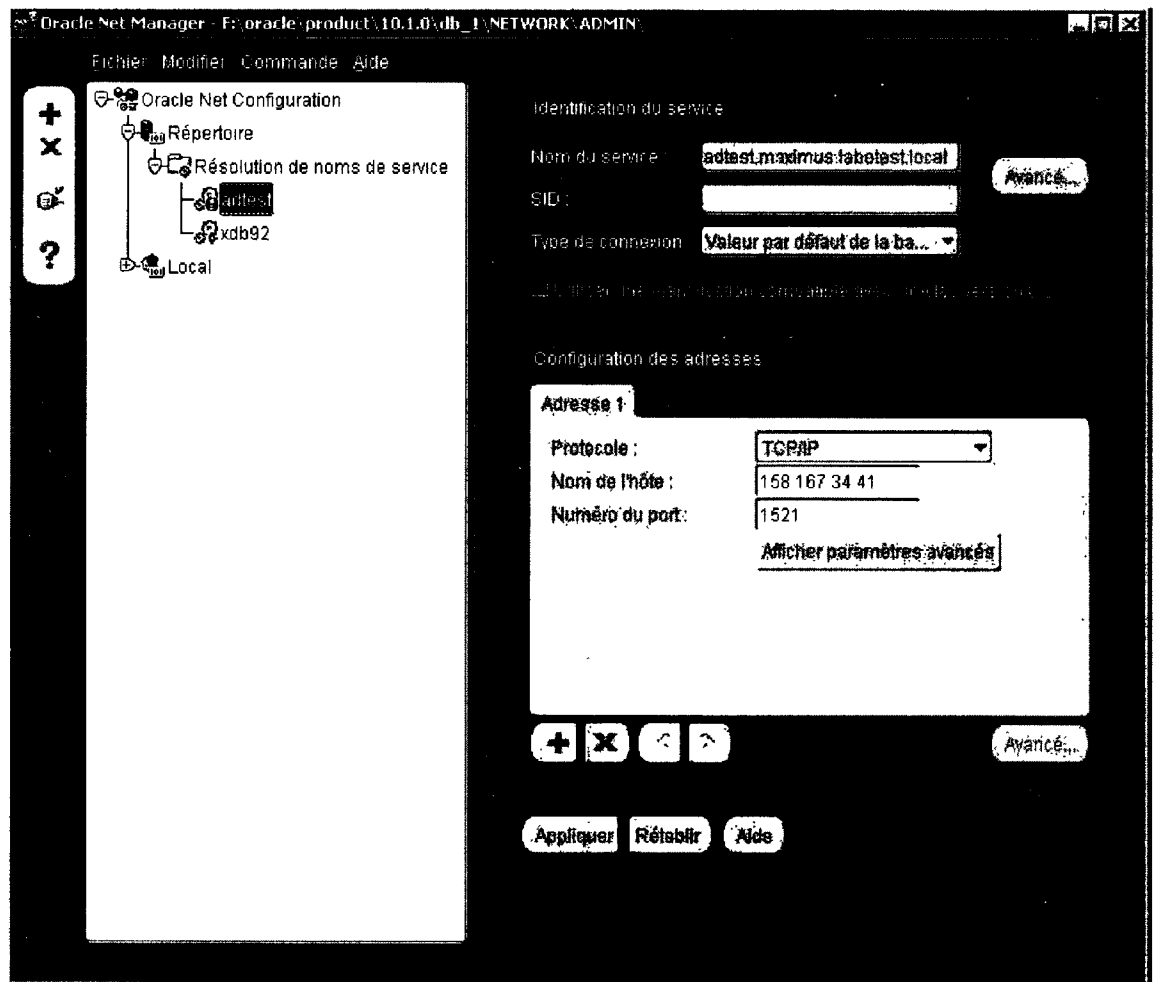 Oracle Net Manager - F:\oracle\product\10.1.0\db_1\NETWORK\ADMIN\
Fichier Modifier Commande Aide
Oracle Net Configuration
Répertoire
Résolution de noms de service
adtest
xdb92
Local
Identification du service
Nom du service :
adtest.maximus.labotest.local
Avancé...
SID :
Type de connexion
Valeur par défaut de la ba...
Configuration des adresses
Adresse 1
Protocole :
TCP/IP
Nom de l'hôte :
158 167 34 41
Numéro du port :
1521
Afficher paramètres avancés
Avancé...
Appliquer
Rétablir
Aide